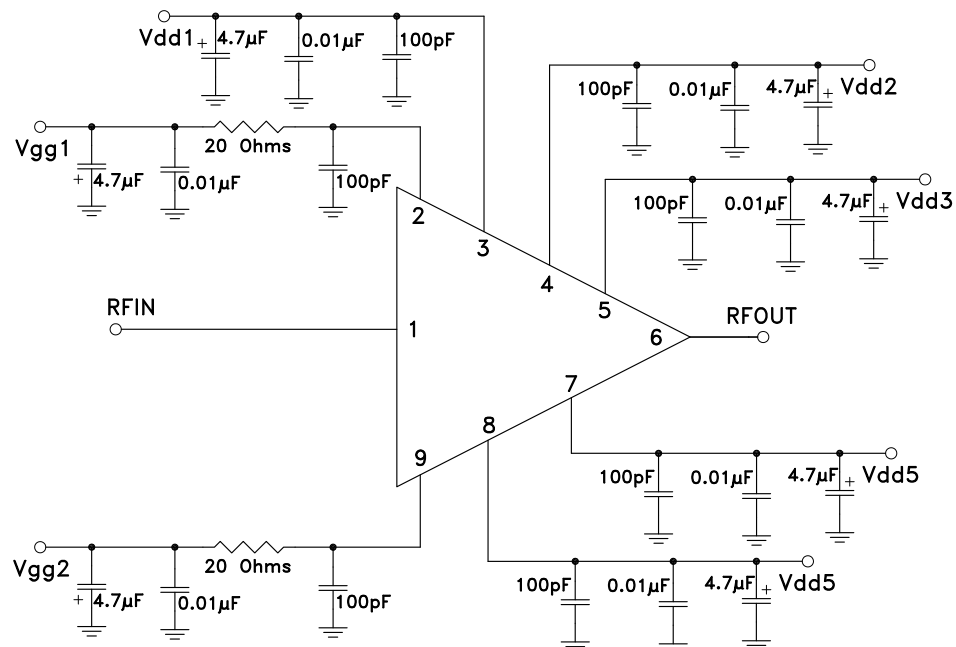 Vdd1
+ 4.7µF
0.01µF
100pF
100pF
0.01µF
4.7µF +
Vdd2
Vgg1
20 Ohms
+ 4.7µF
0.01µF
100pF
100pF
0.01µF
4.7µF +
Vdd3
2
3
4
5
RFIN
1
6
RFOUT
7
8
9
100pF
0.01µF
4.7µF +
Vdd5
Vgg2
20 Ohms
+ 4.7µF
0.01µF
100pF
100pF
0.01µF
4.7µF +
Vdd5